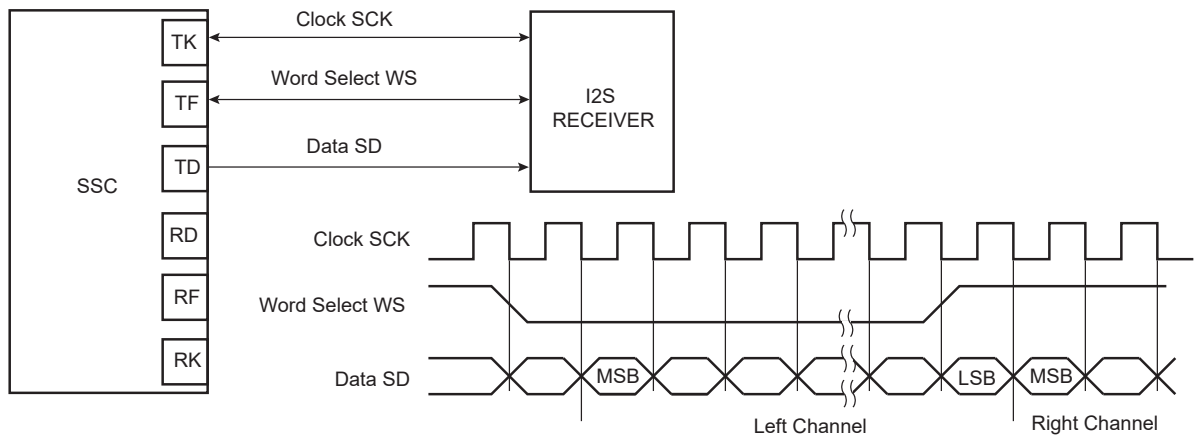 SSC
TK
TF
TD
RD
RF
RK
Clock SCK
Word Select WS
Data SD
I2S
RECEIVER
Clock SCK
Word Select WS
Data SD
MSB
LSB
MSB
Left Channel
Right Channel